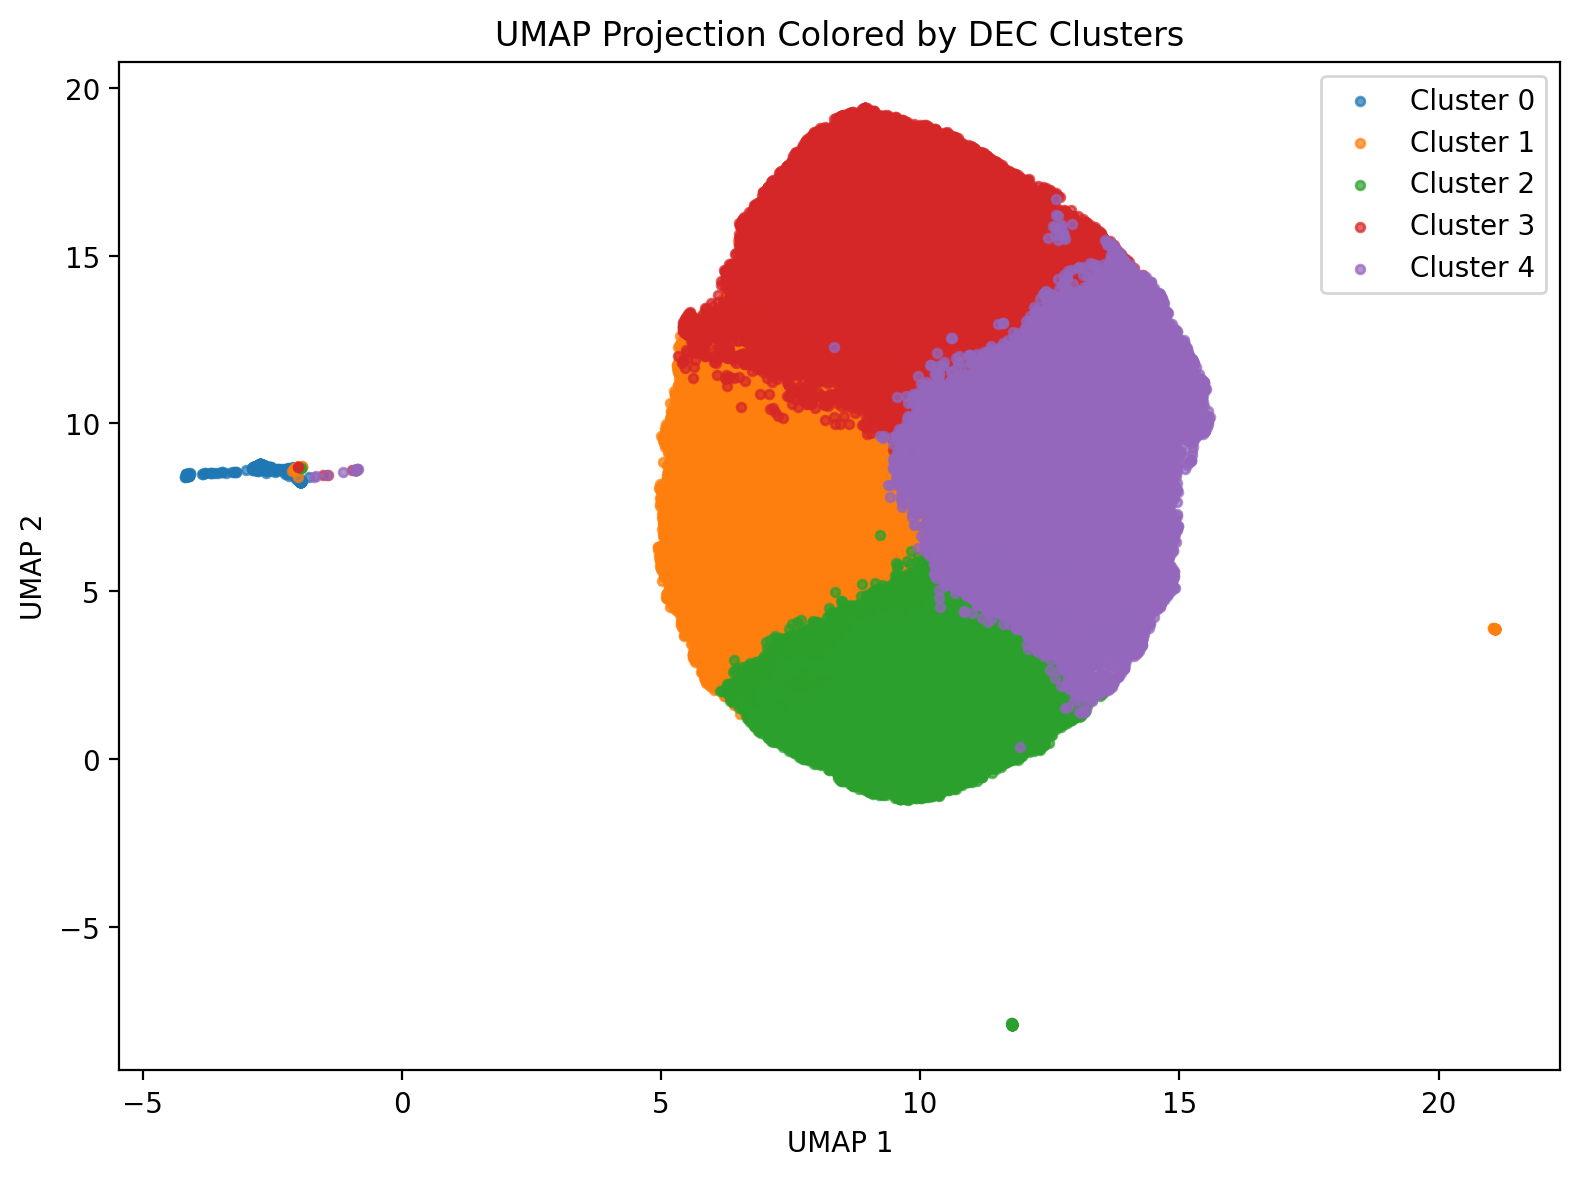 UMAP Projection Colored by DEC Clusters
20
15
10
5
0
−5
UMAP 2
Cluster 0
Cluster 1
Cluster 2
Cluster 3
Cluster 4
−5 0 5 10 15 20
UMAP 1